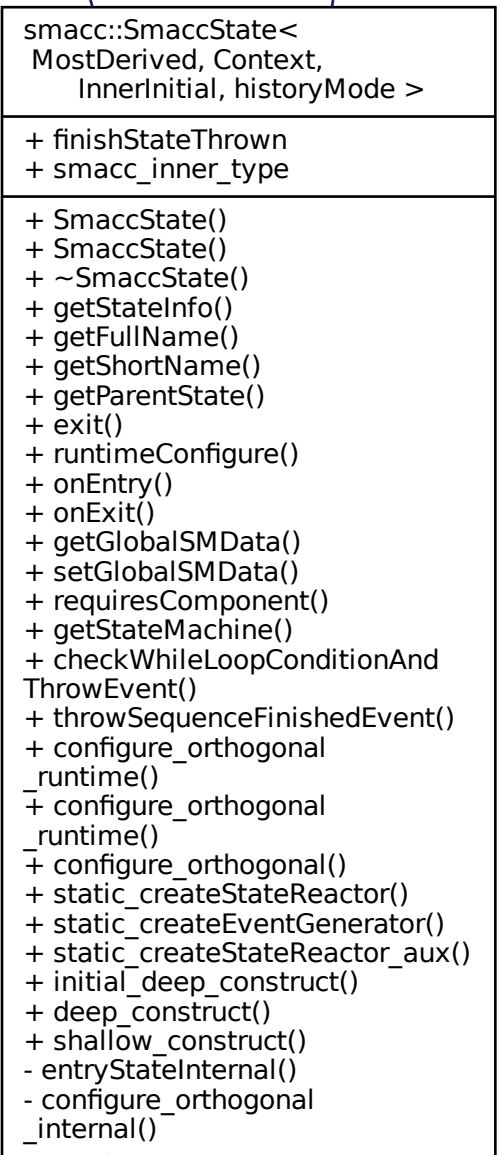 smacc::SmaccState<
MostDerived, Context,
InnerInitial, historyMode >
+ finishStateThrown
+ smacc_inner_type
+ SmaccState()
+ SmaccState()
+ ~SmaccState()
+ getStateInfo()
+ getFullName()
+ getShortName()
+ getParentState()
+ exit()
+ runtimeConfigure()
+ onEntry()
+ onExit()
+ getGlobalSMData()
+ setGlobalSMData()
+ requiresComponent()
+ getStateMachine()
+ checkWhileLoopConditionAnd
ThrowEvent()
+ throwSequenceFinishedEvent()
+ configure_orthogonal
_runtime()
+ configure_orthogonal
_runtime()
+ configure_orthogonal()
+ static_createStateReactor()
+ static_createEventGenerator()
+ static_createStateReactor_aux()
+ initial_deep_construct()
+ deep_construct()
+ shallow_construct()
- entryStateInternal()
- configure_orthogonal
_internal()